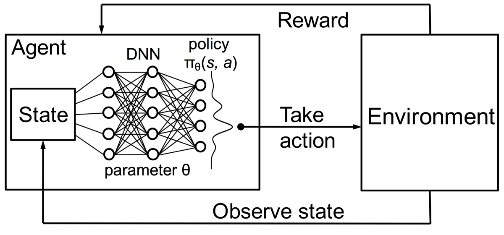 Reward
Agent
DNN
policy
πθ(s, a)
State
Take
action
Environment
parameter θ
Observe state